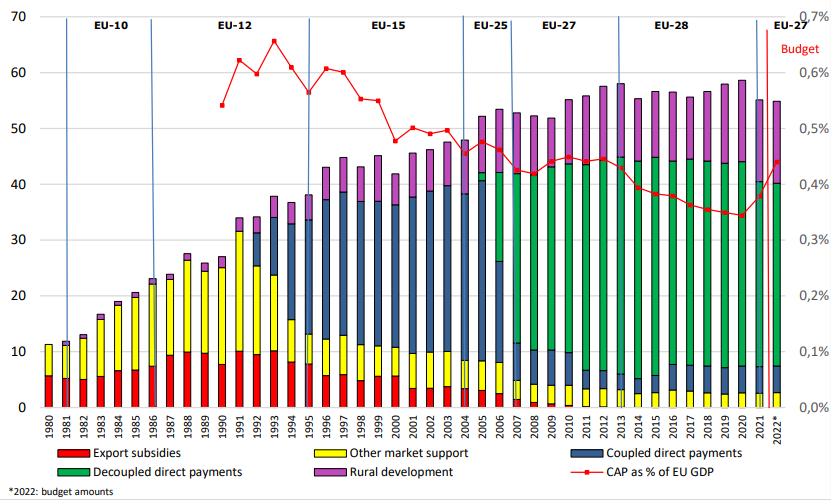 EU-10 EU-12 EU-15 EU-25 EU-27 EU-28 EU-27
70 0,7%
Budget
60 0,6%
50 0,5%
40 0,4%
30 0,3%
20 0,2%
10 0,1%
0 0,0%
1980 1981 1982 1983 1984 1985 1986 1987 1988 1989 1990 1991 1992 1993 1994 1995 1996 1997 1998 1999 2000 2001 2002 2003 2004 2005 2006 2007 2008 2009 2010 2011 2012 2013 2014 2015 2016 2017 2018 2019 2020 2021 2022*
Export subsidies Other market support Coupled direct payments
Decoupled direct payments Rural development CAP as % of EU GDP
*2022: budget amounts